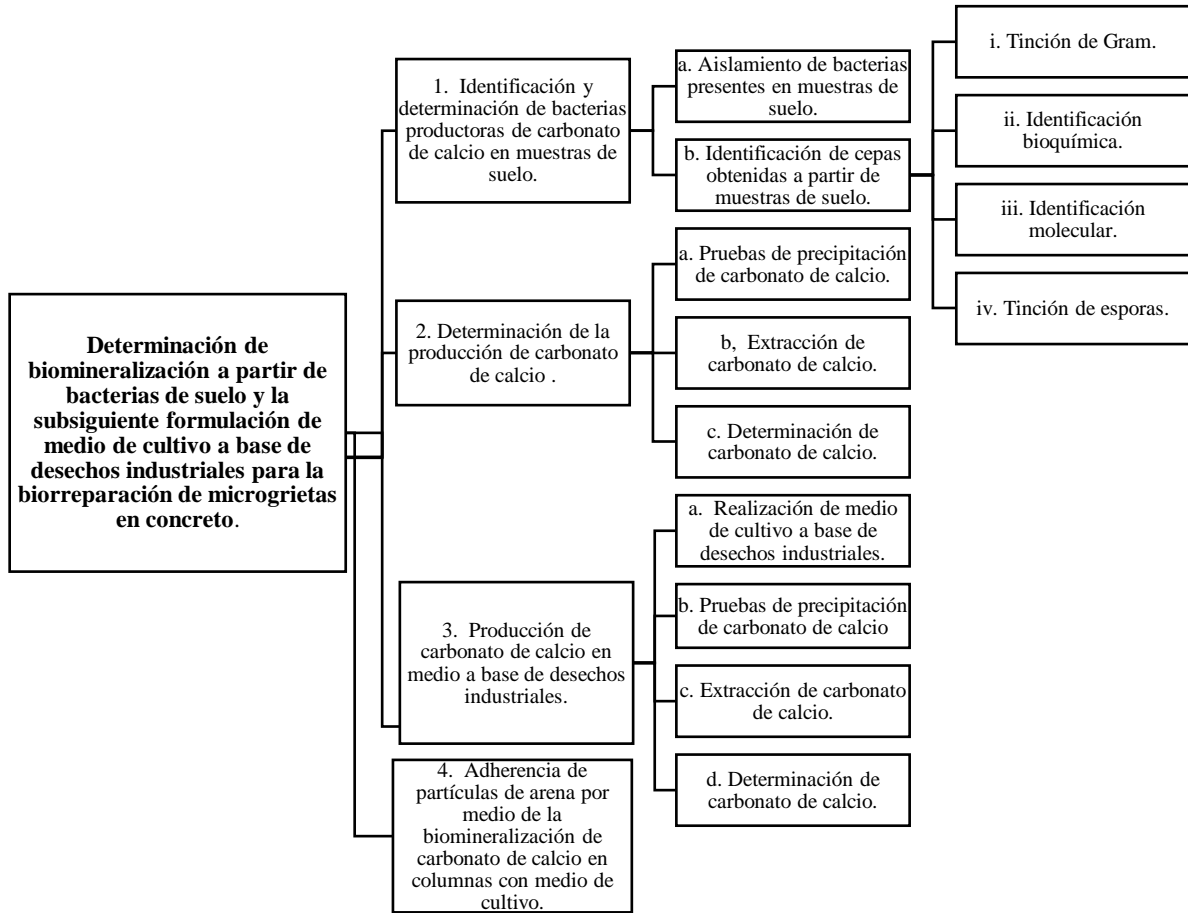 Determinación de
biomineralización a partir de
bacterias de suelo y la
subsiguiente formulación de
medio de cultivo a base de
desechos industriales para la
biorreparación de microgrietas
en concreto.
1. Identificación y
determinación de bacterias
productoras de carbonato
de calcio en muestras de
suelo.
a. Aislamiento de bacterias
presentes en muestras de
suelo.
b. Identificación de cepas
obtenidas a partir de
muestras de suelo.
i. Tinción de Gram.
ii. Identificación
bioquímica.
iii. Identificación
molecular.
iv. Tinción de esporas.
2. Determinación de la
producción de carbonato
de calcio .
a. Pruebas de precipitación
de carbonato de calcio.
b, Extracción de
carbonato de calcio.
c. Determinación de
carbonato de calcio.
3. Producción de
carbonato de calcio en
medio a base de desechos
industriales.
a. Realización de medio
de cultivo a base de
desechos industriales.
b. Pruebas de precipitación
de carbonato de calcio
c. Extracción de carbonato
de calcio.
d. Determinación de
carbonato de calcio.
4. Adherencia de
partículas de arena por
medio de la
biomineralización de
carbonato de calcio en
columnas con medio de
cultivo.